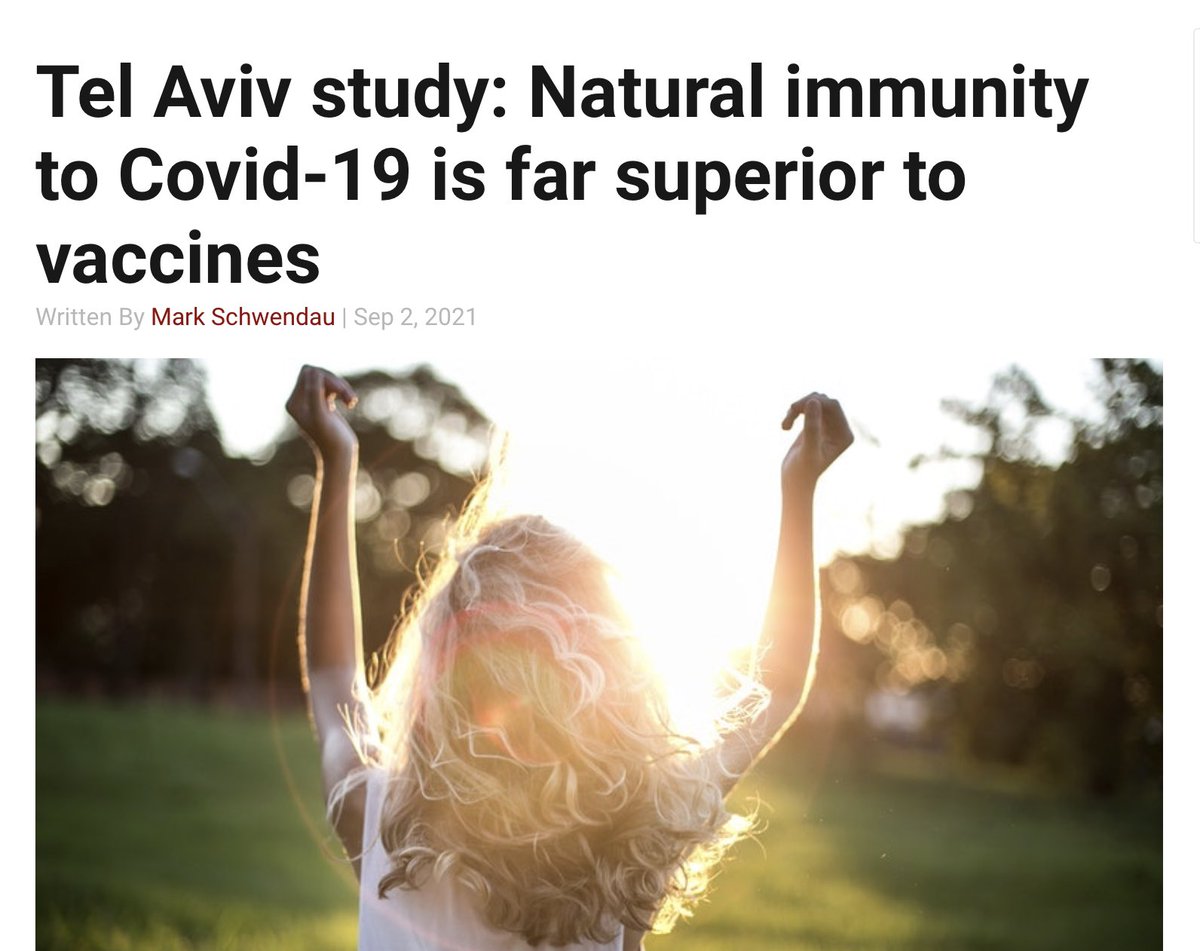 Tel Aviv study: Natural immunity
to Covid-19 is far superior to
vaccines
Written By Mark Schwendau | Sep 2, 2021